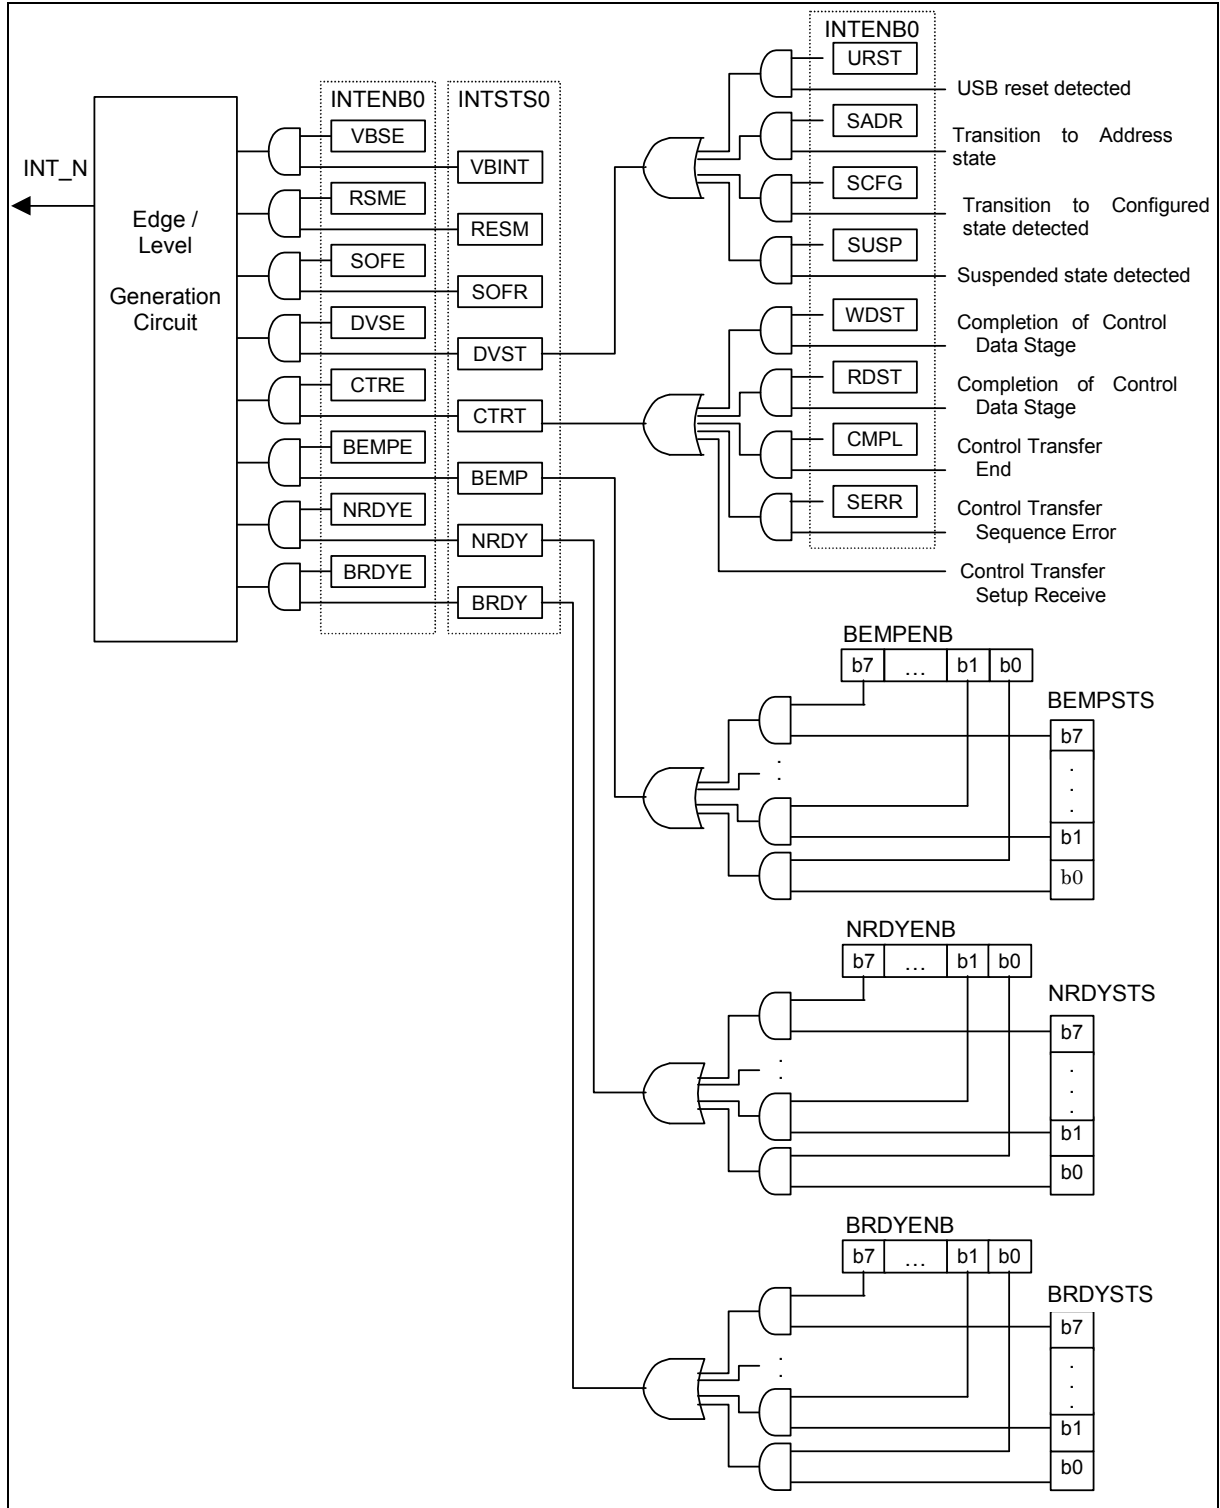 INT_N
Edge /
Level
Generation
Circuit
INTENB0
VBSE
RSME
SOFE
DVSE
CTRE
BEMPE
NRDYE
BRDYE
INTSTS0
VBINT
RESM
SOFR
DVST
CTRT
BEMP
NRDY
BRDY
INTENB0
URST
USB reset detected
SADR
Transition to Address
state
SCFG
Transition to Configured
state detected
SUSP
Suspended state detected
WDST
Completion of Control
Data Stage
RDST
Completion of Control
Data Stage
CMPL
Control Transfer
End
SERR
Control Transfer
Sequence Error
Control Transfer
Setup Receive
BEMPENB
b7 ... b1 b0
BEMPSTS
b7
b1
b0
NRDYENB
b7 ... b1 b0
NRDYSTS
b7
b1
b0
BRDYENB
b7 ... b1 b0
BRDYSTS
b7
b1
b0